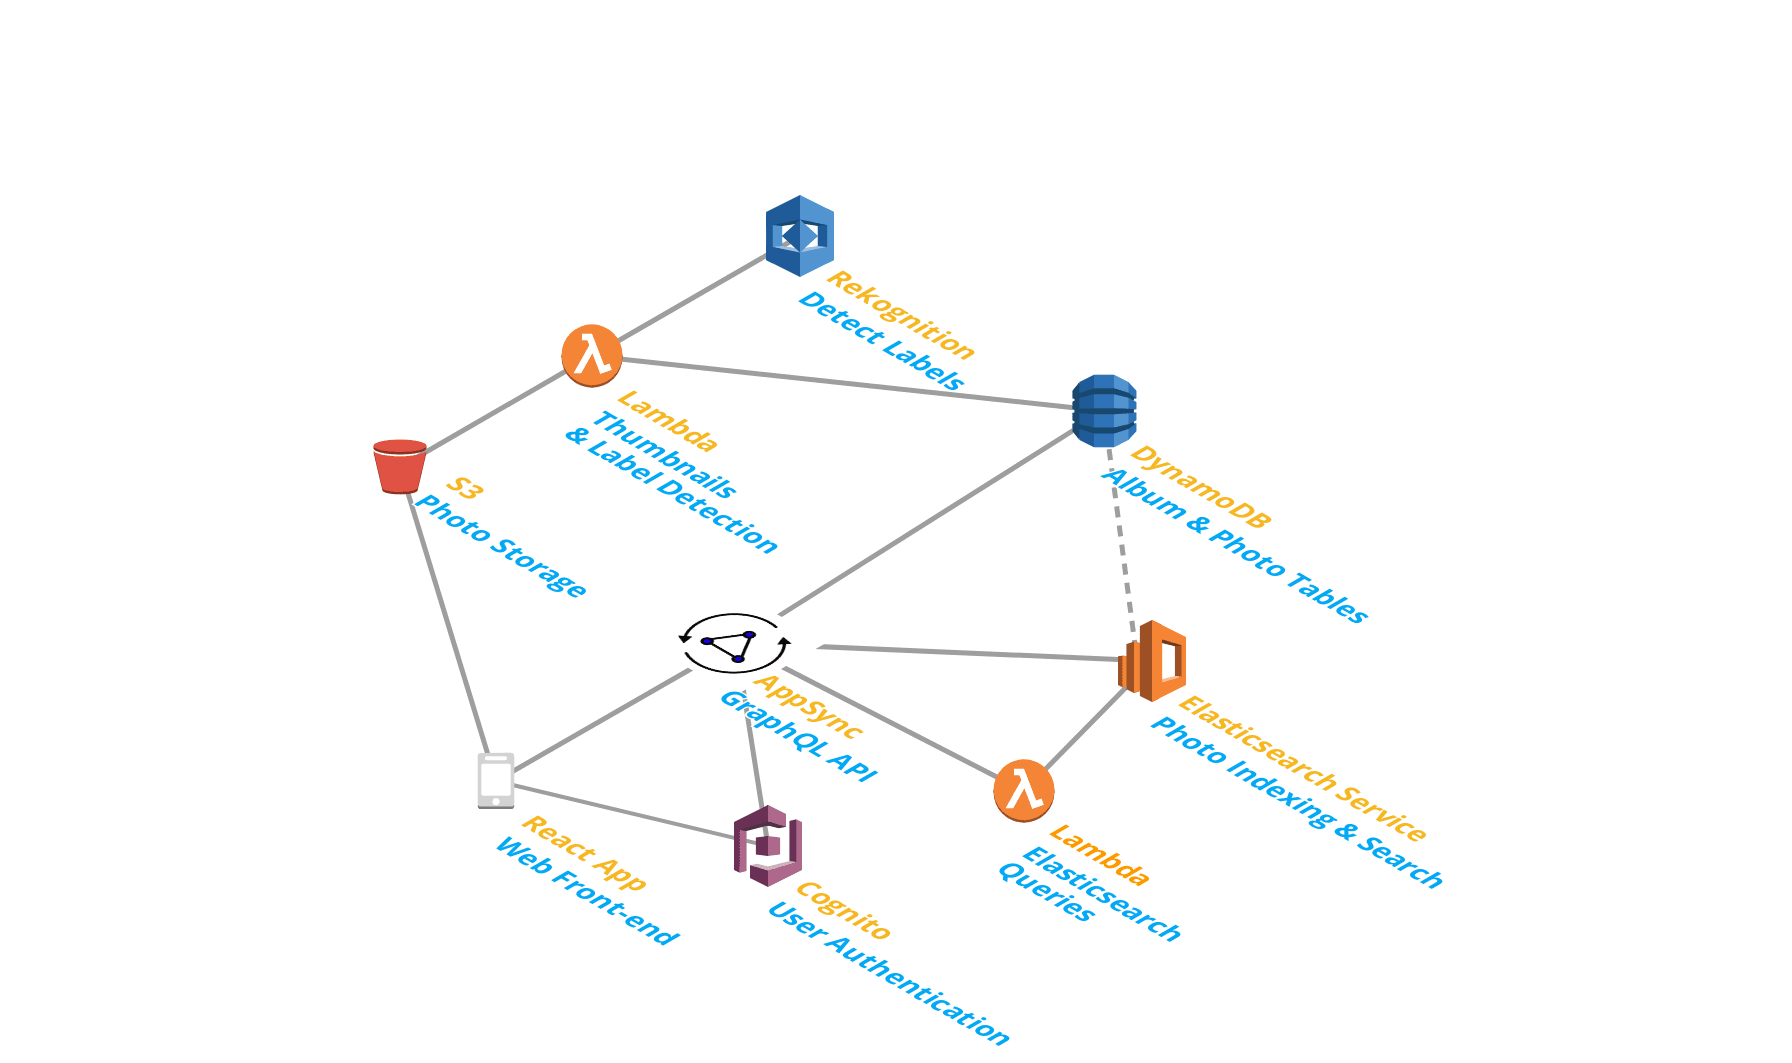 Rekognition
Detect Labels
Lambda
Thumbnails
& Label Detection
DynamoDB
Album & Photo Tables
S3
Photo Storage
AppSync
GraphQL API
Elasticsearch Service
Photo Indexing & Search
React App
Web Front-end
Lambda
Elasticsearch
Queries
Cognito
User Authentication